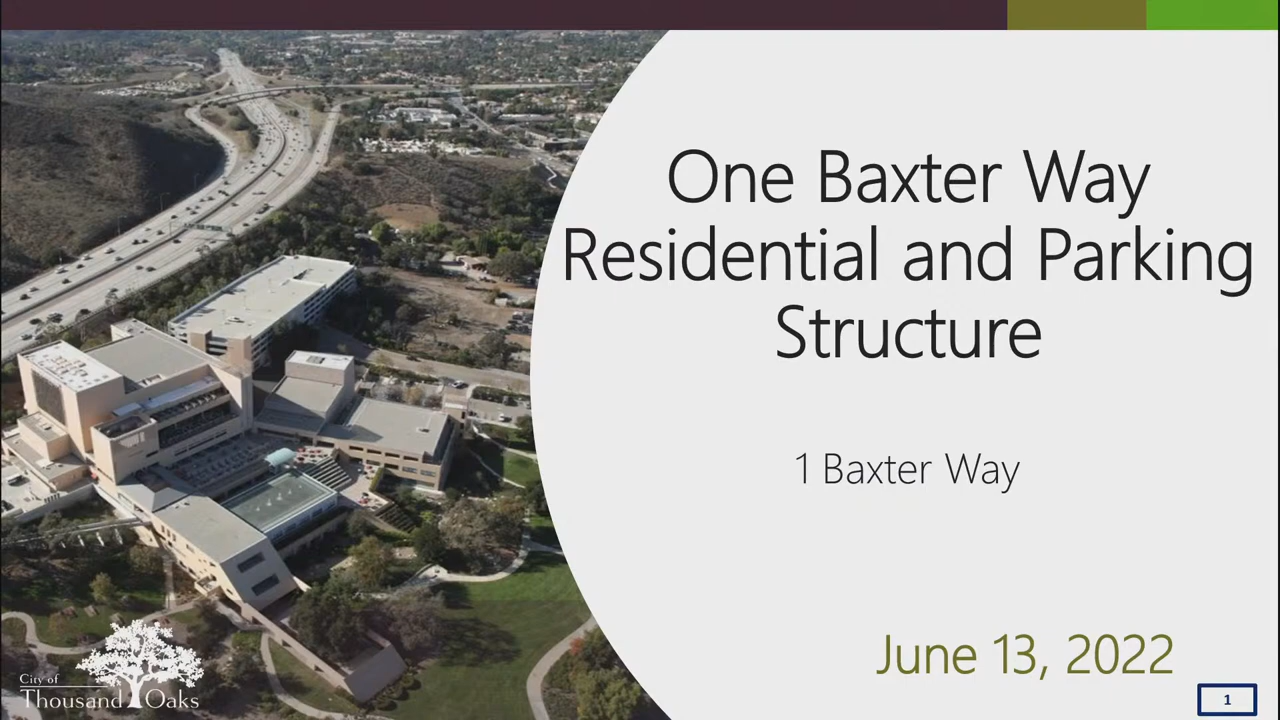 One Baxter Way
Residential and Parking
Structure
1 Baxter Way
June 13, 2022
City of
Thousand Oaks
1